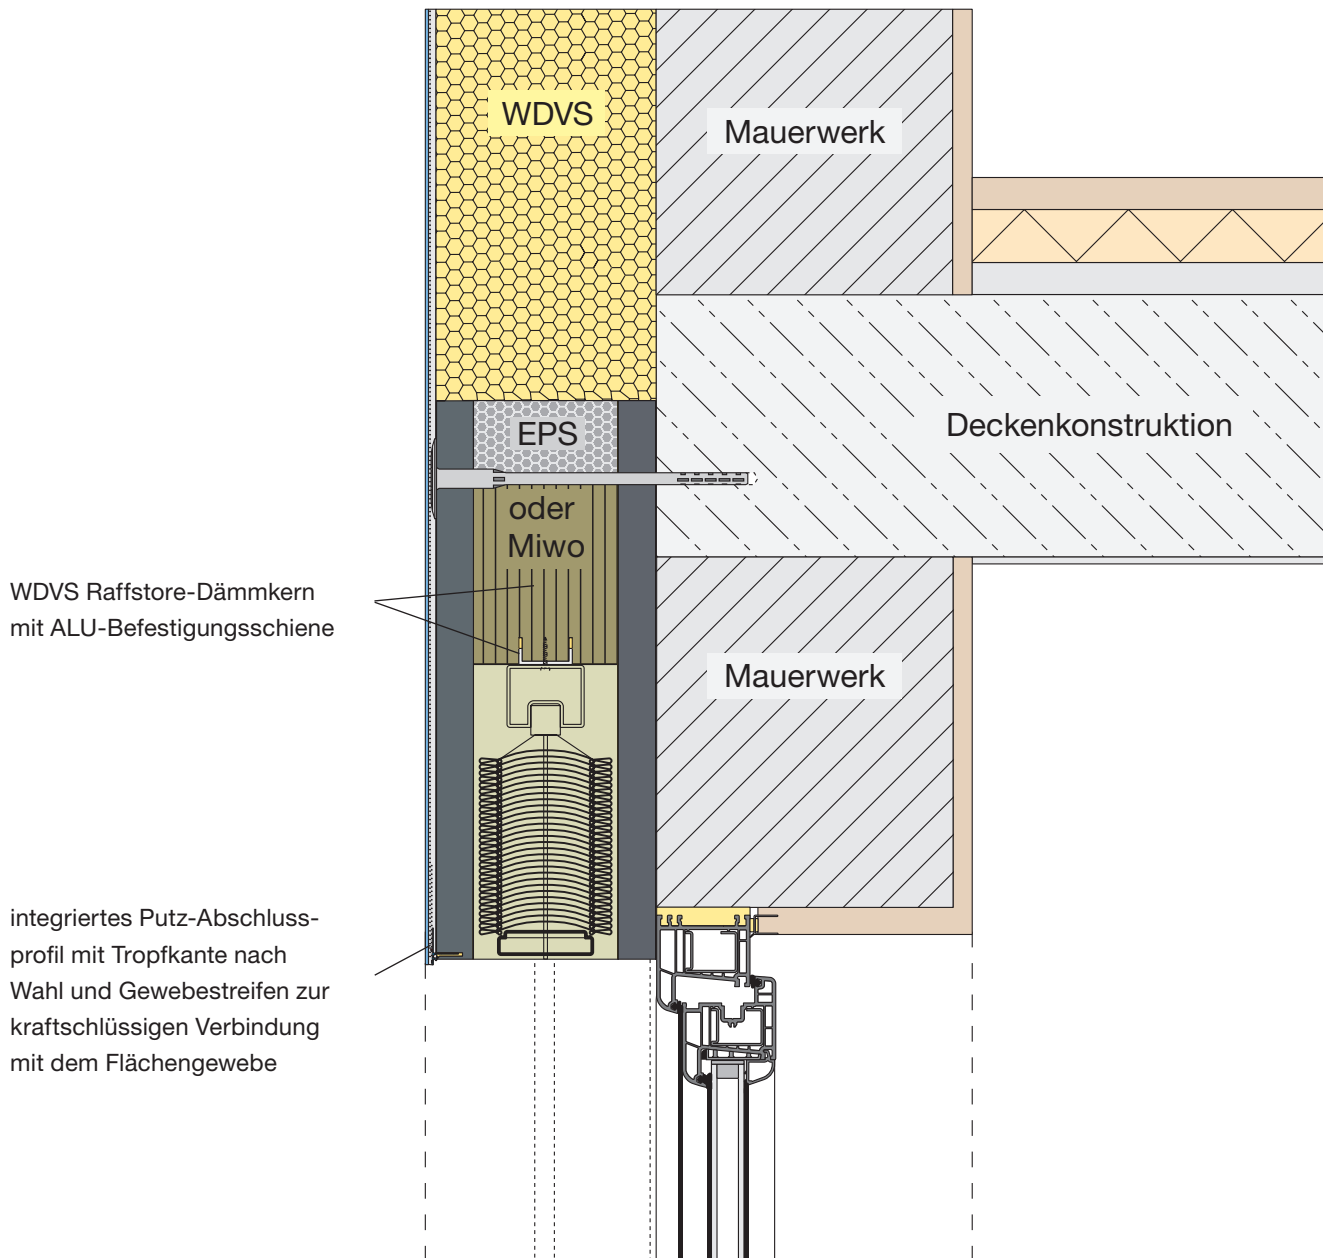 WDVS
Mauerwerk
EPS
Deckenkonstruktion
oder
Miwo
WDVS Raffstore-Dämmkern
mit ALU-Befestigungsschiene
Mauerwerk
integriertes Putz-Abschluss-
profil mit Tropfkante nach
Wahl und Gewebestreifen zur
kraftschlüssigen Verbindung
mit dem Flächengewebe